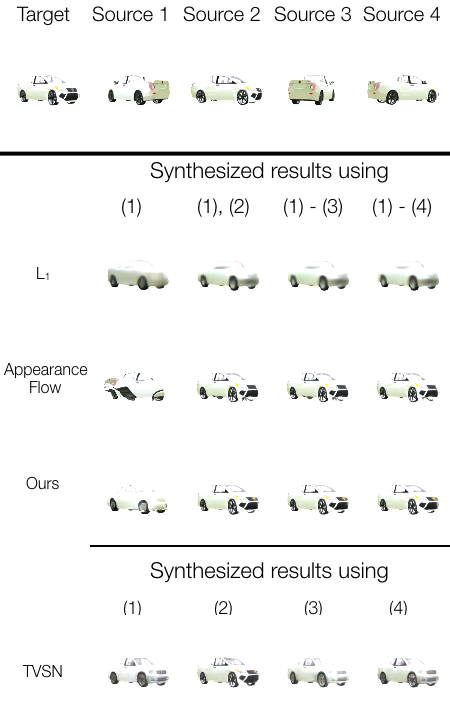 Target Source 1 Source 2 Source 3 Source 4
Synthesized results using
(1) (1), (2) (1) - (3) (1) - (4)
L₁
Appearance
Flow
Ours
Synthesized results using
(1) (2) (3) (4)
TVSN